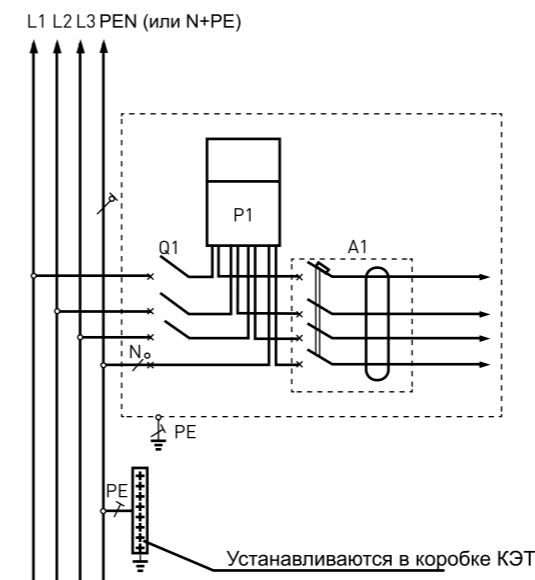 L1 L2 L3 PEN (или N+PE)
P1
Q1
A1
N
PE
PE
Устанавливаются в коробке КЭТ